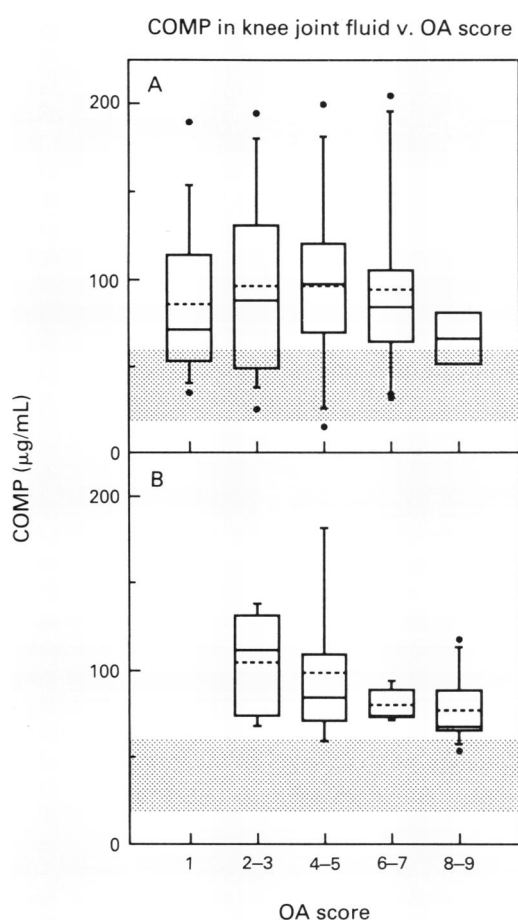 COMP in knee joint fluid v. OA score
A
200
100
0
B
200
100
0
COMP (μg/mL)
1 2–3 4–5 6–7 8–9
OA score